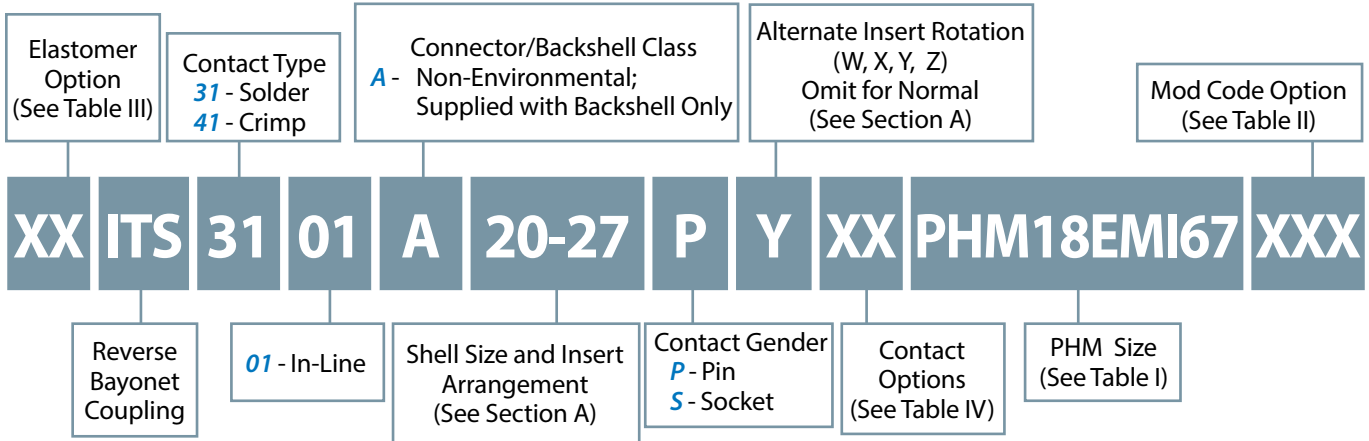 Elastomer
Option
(See Table III)
Contact Type
31 - Solder
41 - Crimp
Connector/Backshell Class
A - Non-Environmental;
Supplied with Backshell Only
Alternate Insert Rotation
(W, X, Y, Z)
Omit for Normal
(See Section A)
Mod Code Option
(See Table II)
XX ITS 31 01 A 20-27 P Y XX PHM18EMI67 XXX
Reverse
Bayonet
Coupling
01 - In-Line
Shell Size and Insert
Arrangement
(See Section A)
Contact Gender
P - Pin
S - Socket
Contact
Options
(See Table IV)
PHM Size
(See Table I)